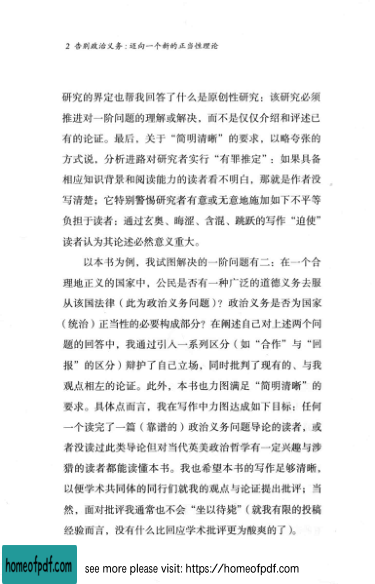 2 告别政治义务：迈向一个新的正当性理论
研究的界定也帮我回答了什么是原创性研究：该研究必须
推进对一阶问题的理解或解决，而不是仅仅介绍和评述已
有的论证。最后，关于“简明清晰”的要求，以略夸张的
方式说，分析进路对研究者实行“有罪推定”：如果具备
相应知识背景和阅读能力的读者看不明白，那就是作者没
写清楚；它特别警惕研究者有意或无意地施加如下不平等
负担于读者：通过玄奥、晦涩、含混、跳跃的写作“迫使”
读者认为其论述必然意义重大。
以本书为例，我试图解决的一阶问题有二：在一个合
理地正义的国家中，公民是否有一种广泛的道德义务去服
从该国法律（此为政治义务问题）？政治义务是否为国家
（统治）正当性的必要构成部分？在阐述自己对上述两个问
题的回答中，我通过引入一系列区分（如“合作”与“回
报”的区分）辩护了自己立场，同时批判了现有的、与我
观点相左的论证。此外，本书也力图满足“简明清晰”的
要求。具体点而言，我在写作中力图达成如下目标：任何
一个读完了一篇（靠谱的）政治义务问题导论的读者，或
者没读过此类导论但对当代英美政治哲学有一定兴趣与涉
猎的读者都能读懂本书。我也希望本书的写作足够清晰，
以便学术共同体的同行们就我的观点与论证提出批评；当
然，面对批评我通常也不会“坐以待毙”（就我有限的投稿
经验而言，没有什么比回应学术批评更为酸爽的了）。
homeofpdf.com
see more please visit: https://homeofpdf.com